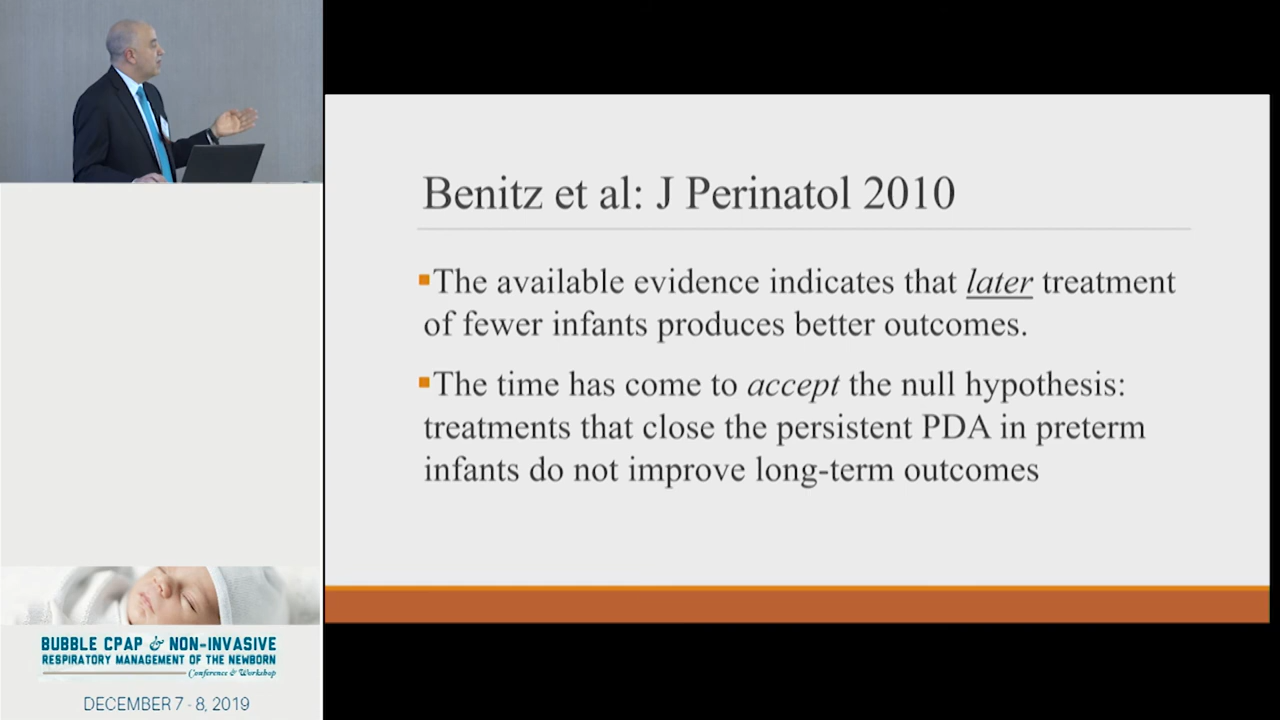 Benitz et al: J Perinatol 2010
▪The available evidence indicates that later treatment
of fewer infants produces better outcomes.
▪The time has come to accept the null hypothesis:
treatments that close the persistent PDA in preterm
infants do not improve long-term outcomes
BUBBLE CPAP & NON-INVASIVE
RESPIRATORY MANAGEMENT OF THE NEWBORN
Conference & Workshop
DECEMBER 7 - 8, 2019